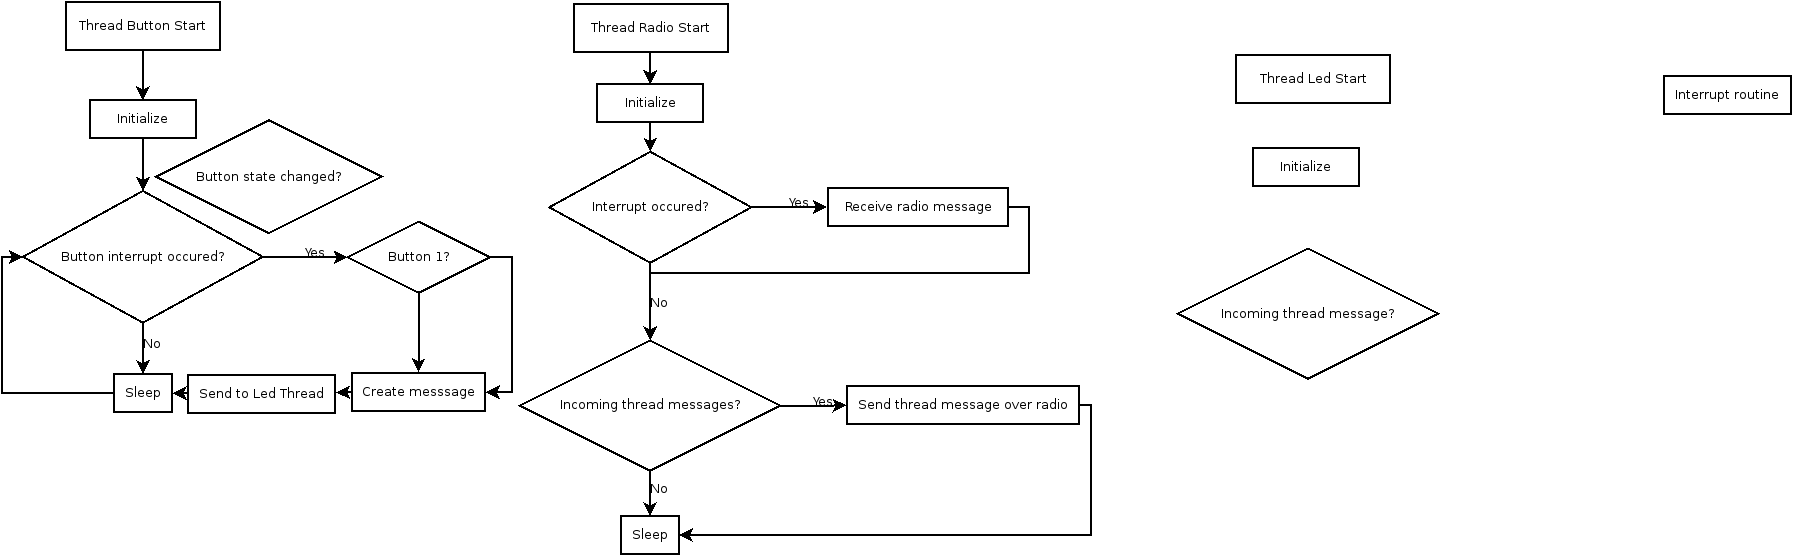 Thread Button Start
Initialize
Button state changed?
Button interrupt occured?
Yes
Button 1?
No
Sleep
Send to Led Thread
Create messsage
Thread Radio Start
Initialize
Interrupt occured?
Yes
Receive radio message
No
Incoming thread messages?
Yes
Send thread message over radio
No
Sleep
Thread Led Start
Initialize
Incoming thread message?
Interrupt routine